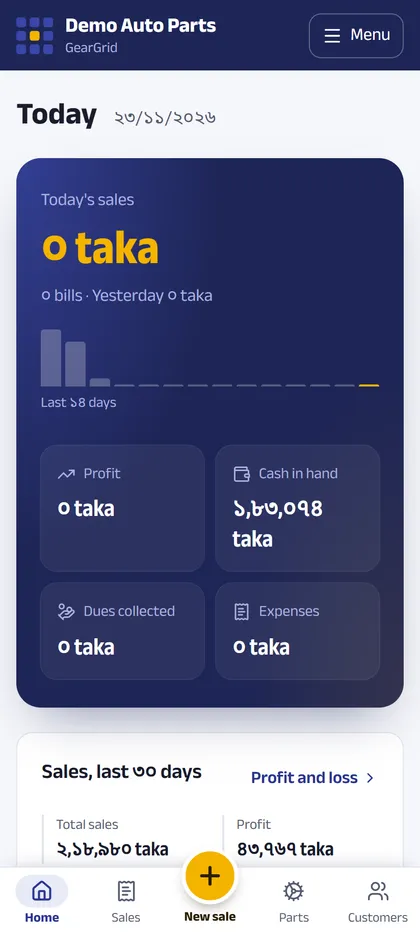 Demo Auto Parts
GearGrid
Menu
Today ২৩/১১/২০২৬
Today's sales
০ taka
০ bills · Yesterday ০ taka
Last ১৪ days
Profit
০ taka
Cash in hand
১,৮৩,০৭৪
taka
Dues collected
০ taka
Expenses
০ taka
Sales, last ৩০ days
Profit and loss
Total sales
২,১৮,৯৮০ taka
Profit
৪৩,৭৬৭ taka
Home
Sales
New sale
Parts
Customers